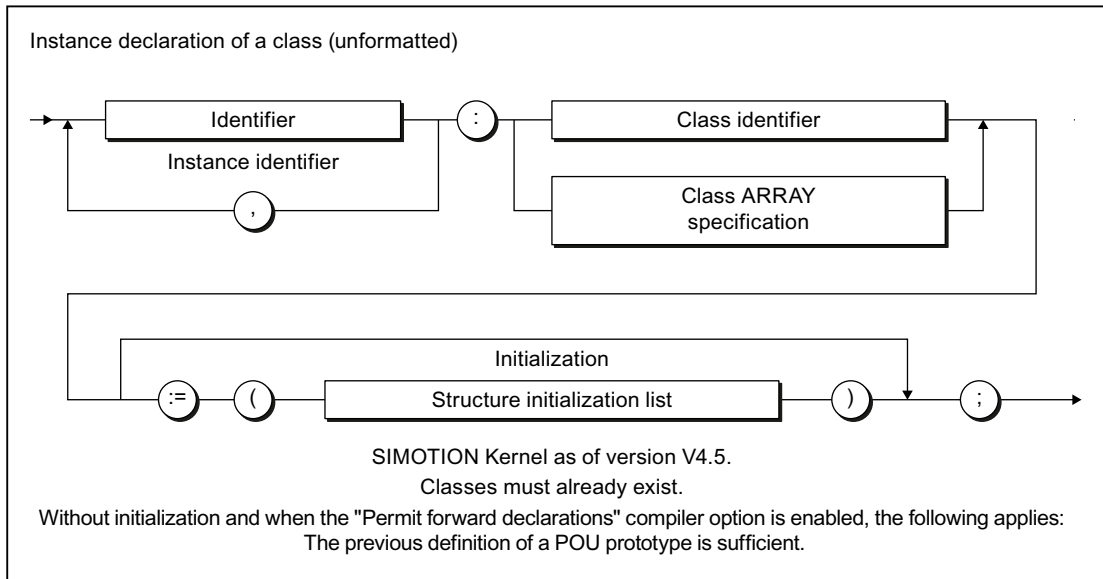 Instance declaration of a class (unformatted)
Identifier
:
Class identifier
Instance identifier
,
Class ARRAY
specification
Initialization
:=
(
Structure initialization list
)
;
SIMOTION Kernel as of version V4.5.
Classes must already exist.
Without initialization and when the "Permit forward declarations" compiler option is enabled, the following applies:
The previous definition of a POU prototype is sufficient.